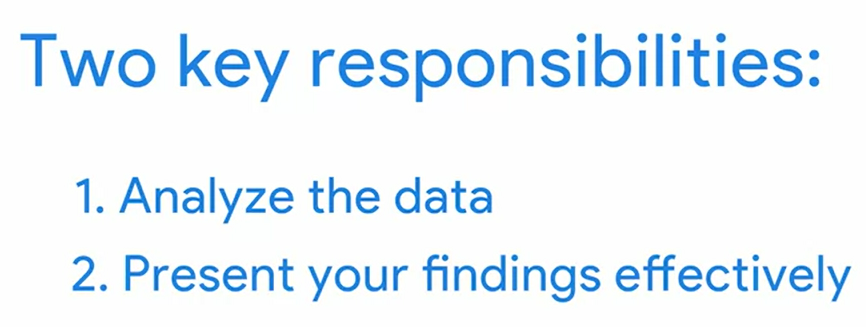 Two key responsibilities:
1. Analyze the data
2. Present your findings effectively